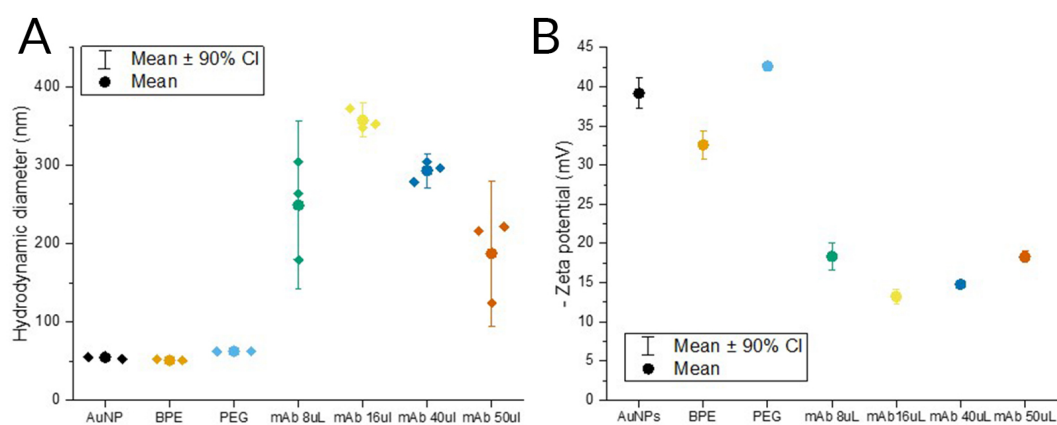 A
Mean ± 90% CI
Mean
Hydrodynamic diameter (nm)
400
300
200
100
0
AuNP BPE PEG mAb 8uL mAb 16ul mAb 40ul mAb 50ul
B
- Zeta potential (mV)
45
40
35
30
25
20
15
10
5
0
Mean ± 90% CI
Mean
AuNPs BPE PEG mAb 8uL mAb16uL mAb 40uL mAb 50uL